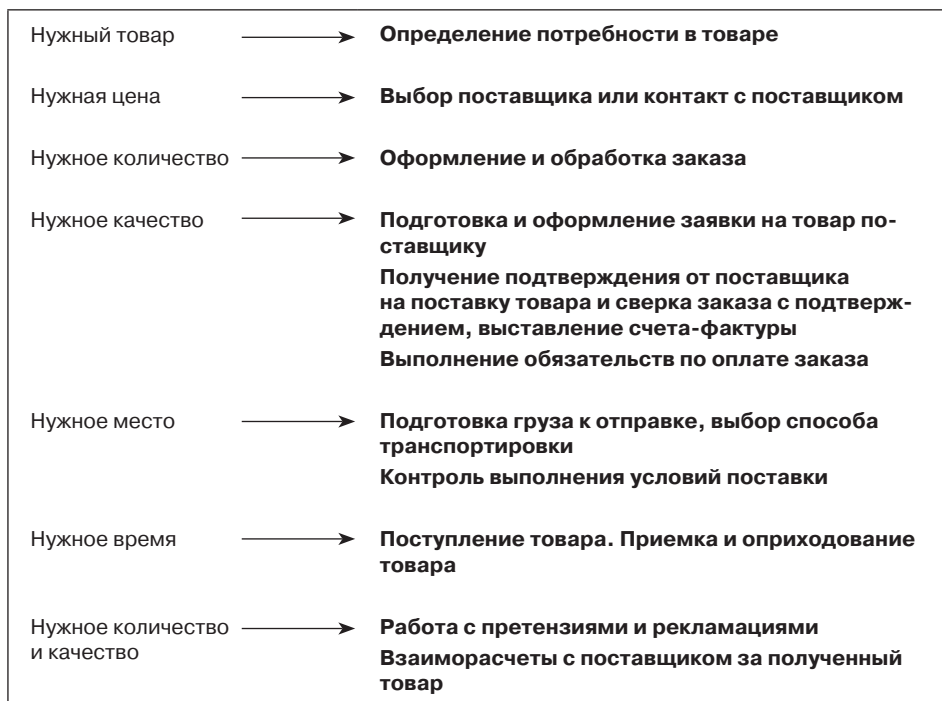 Нужный товар
Определение потребности в товаре
Нужная цена
Выбор поставщика или контакт с поставщиком
Нужное количество
Оформление и обработка заказа
Нужное качество
Подготовка и оформление заявки на товар по-
ставщику
Получение подтверждения от поставщика
на поставку товара и сверка заказа с подтверж-
дением, выставление счета-фактуры
Выполнение обязательств по оплате заказа
Нужное место
Подготовка груза к отправке, выбор способа
транспортировки
Контроль выполнения условий поставки
Нужное время
Поступление товара. Приемка и оприходование
товара
Нужное количество
и качество
Работа с претензиями и рекламациями
Взаиморасчеты с поставщиком за полученный
товар